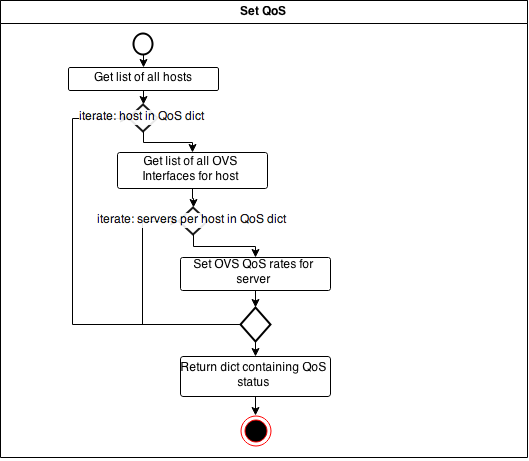 Set QoS
Get list of all hosts
iterate: host in QoS dict
Get list of all OVS
Interfaces for host
iterate: servers per host in QoS dict
Set OVS QoS rates for
server
Return dict containing QoS
status